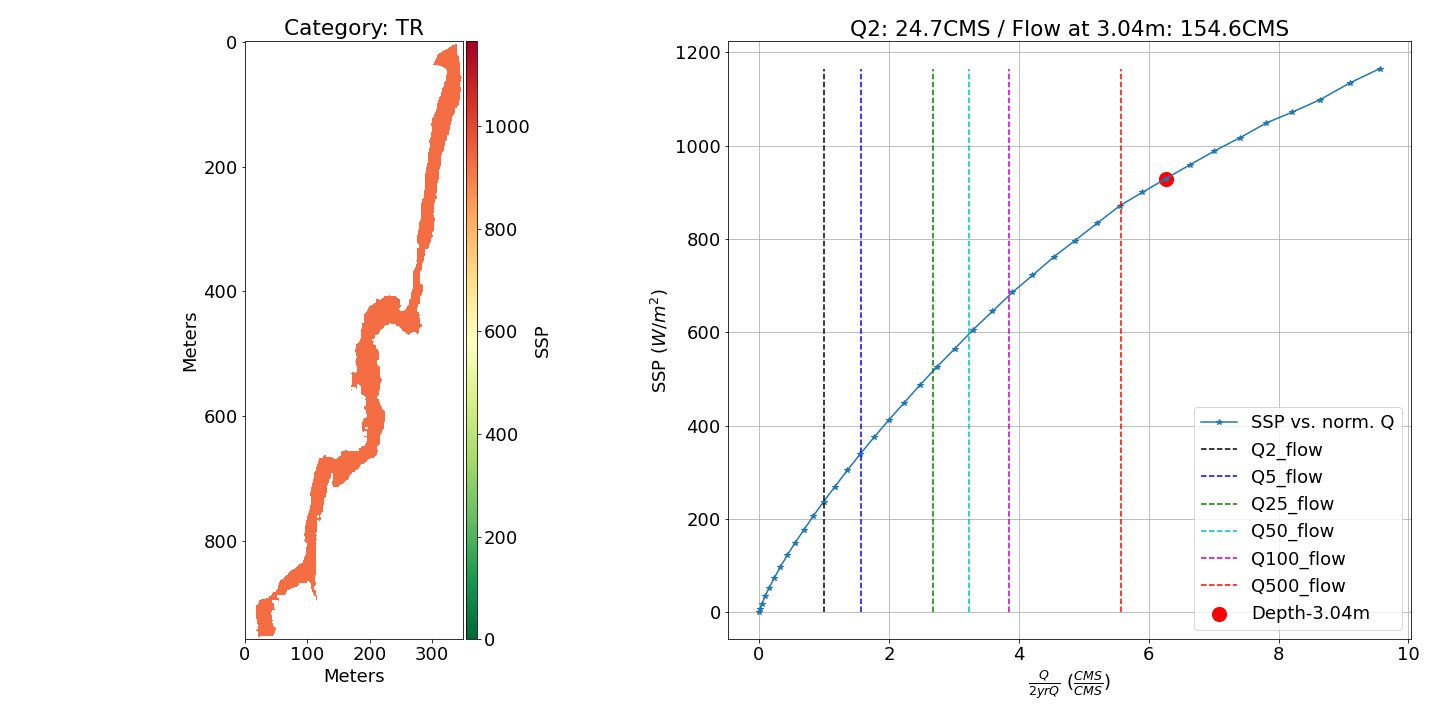 Category: TR
0
200
400
600
800
Meters
0 100 200 300
Meters
1000
800
600
400
200
0
SSP
Q2: 24.7CMS / Flow at 3.04m: 154.6CMS
1200
1000
800
600
400
200
0
SSP (W/m²)
0 2 4 6 8 10
Q/2yrQ (CMS/CMS)
SSP vs. norm. Q
Q2_flow
Q5_flow
Q25_flow
Q50_flow
Q100_flow
Q500_flow
Depth-3.04m